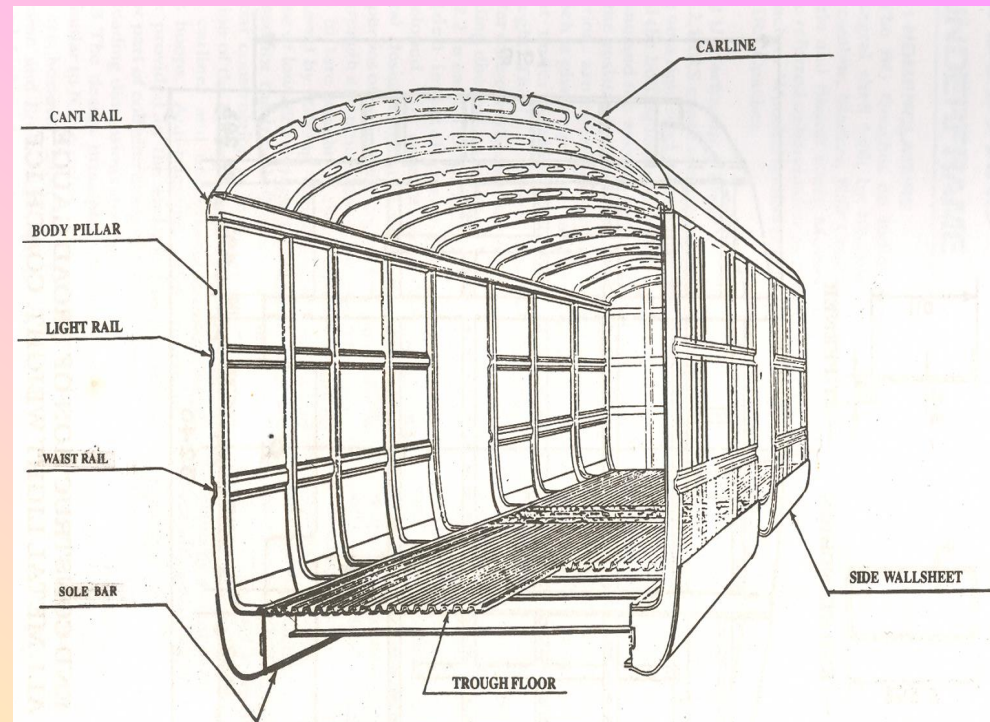 CARLINE
CANT RAIL
BODY PILLAR
LIGHT RAIL
WAIST RAIL
SOLE BAR
SIDE WALLSHEET
TROUGH FLOOR